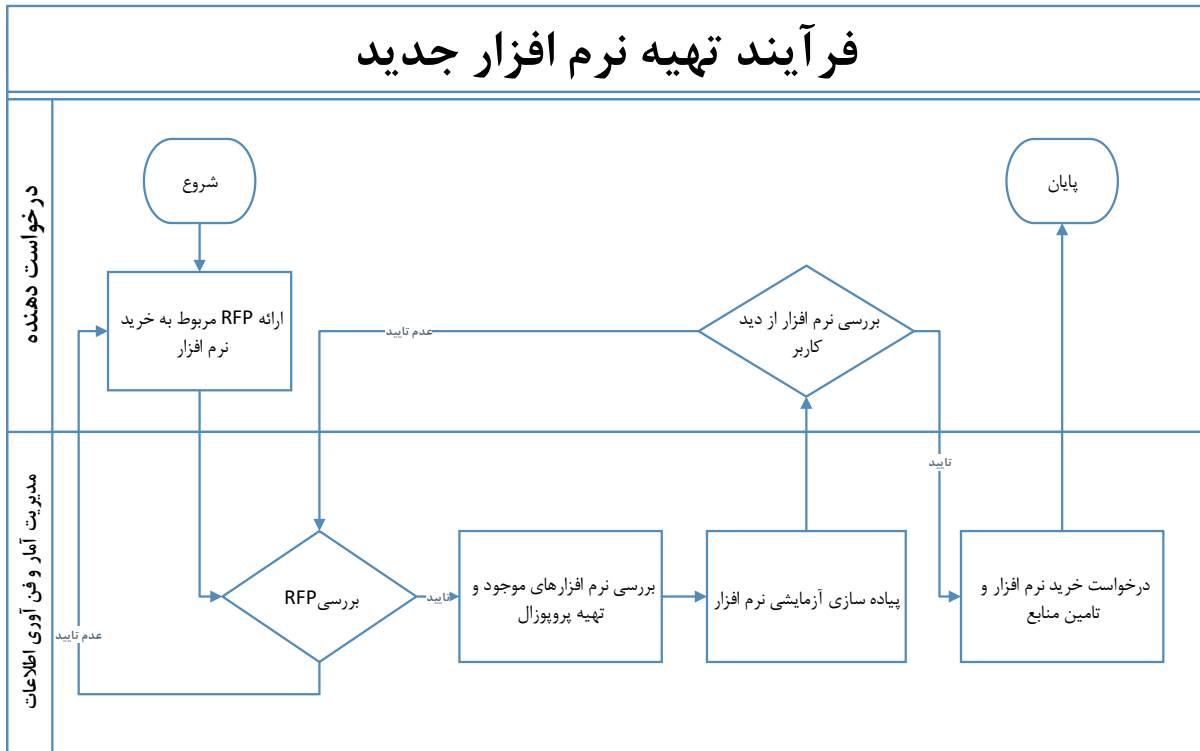 فرآیند تهیه نرم افزار جدید
درخواست دهنده
شروع
پایان
ارائه RFP مربوط به خرید
نرم افزار
بررسی نرم افزار از دید
کاربر
عدم تایید
تایید
مدیریت آمار و فن آوری اطلاعات
بررسیRFP
تایید
بررسی نرم افزارهای موجود و
تهیه پروپوزال
پیاده سازی آزمایشی نرم افزار
درخواست خرید نرم افزار و
تامین منابع
عدم تایید